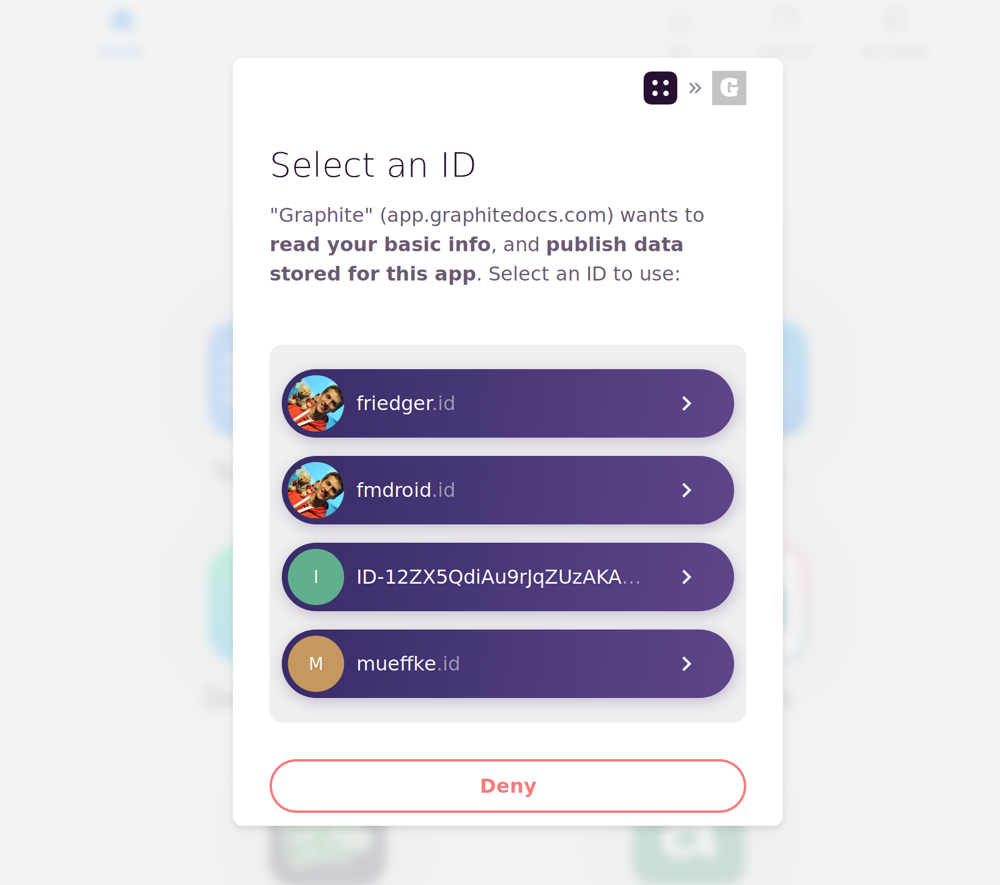 G
Select an ID
"Graphite" (app.graphitedocs.com) wants to
read your basic info, and publish data
stored for this app. Select an ID to use:
friedger.id
fmdroid.id
I
ID-12ZX5QdiAu9rJqZUzAKA...
M
mueffke.id
Deny